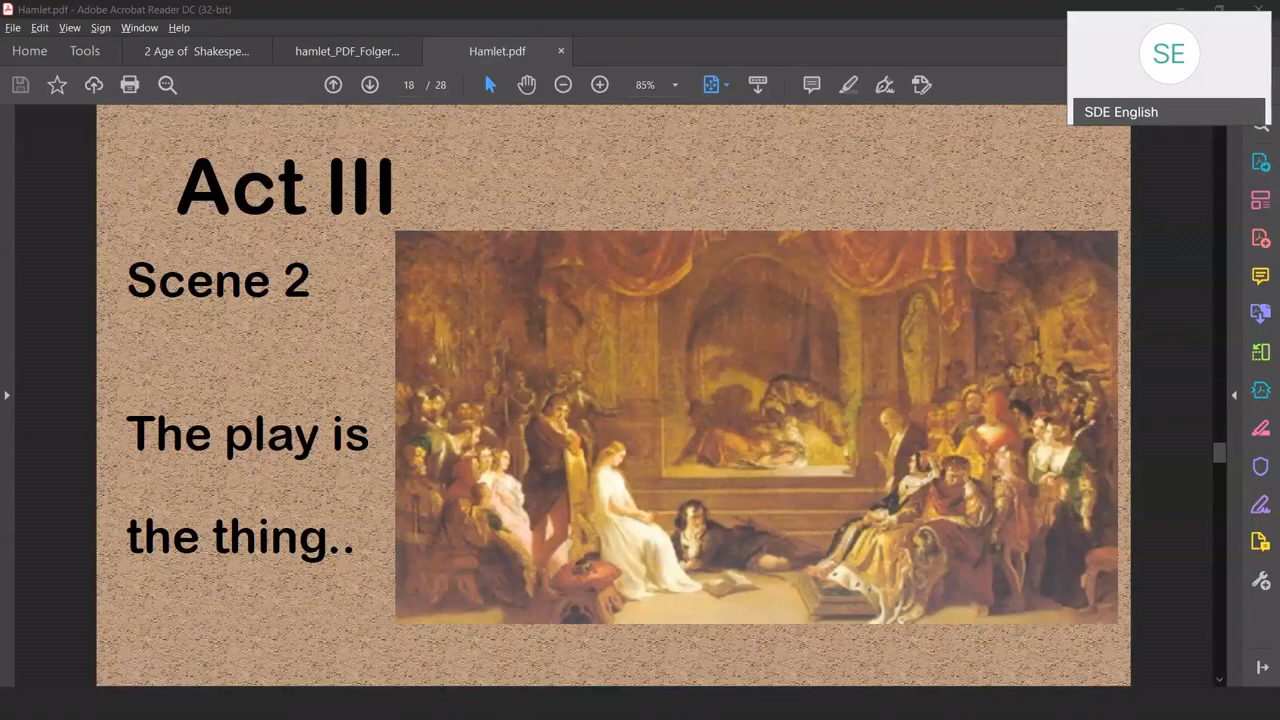 Hamlet.pdf - Adobe Acrobat Reader DC (32-bit)
File Edit View Sign Window Help
Home Tools 2 Age of Shakespe... hamlet_PDF_Folger... Hamlet.pdf ×
18 / 28 85%
SE
SDE English
Act III
Scene 2
The play is
the thing..